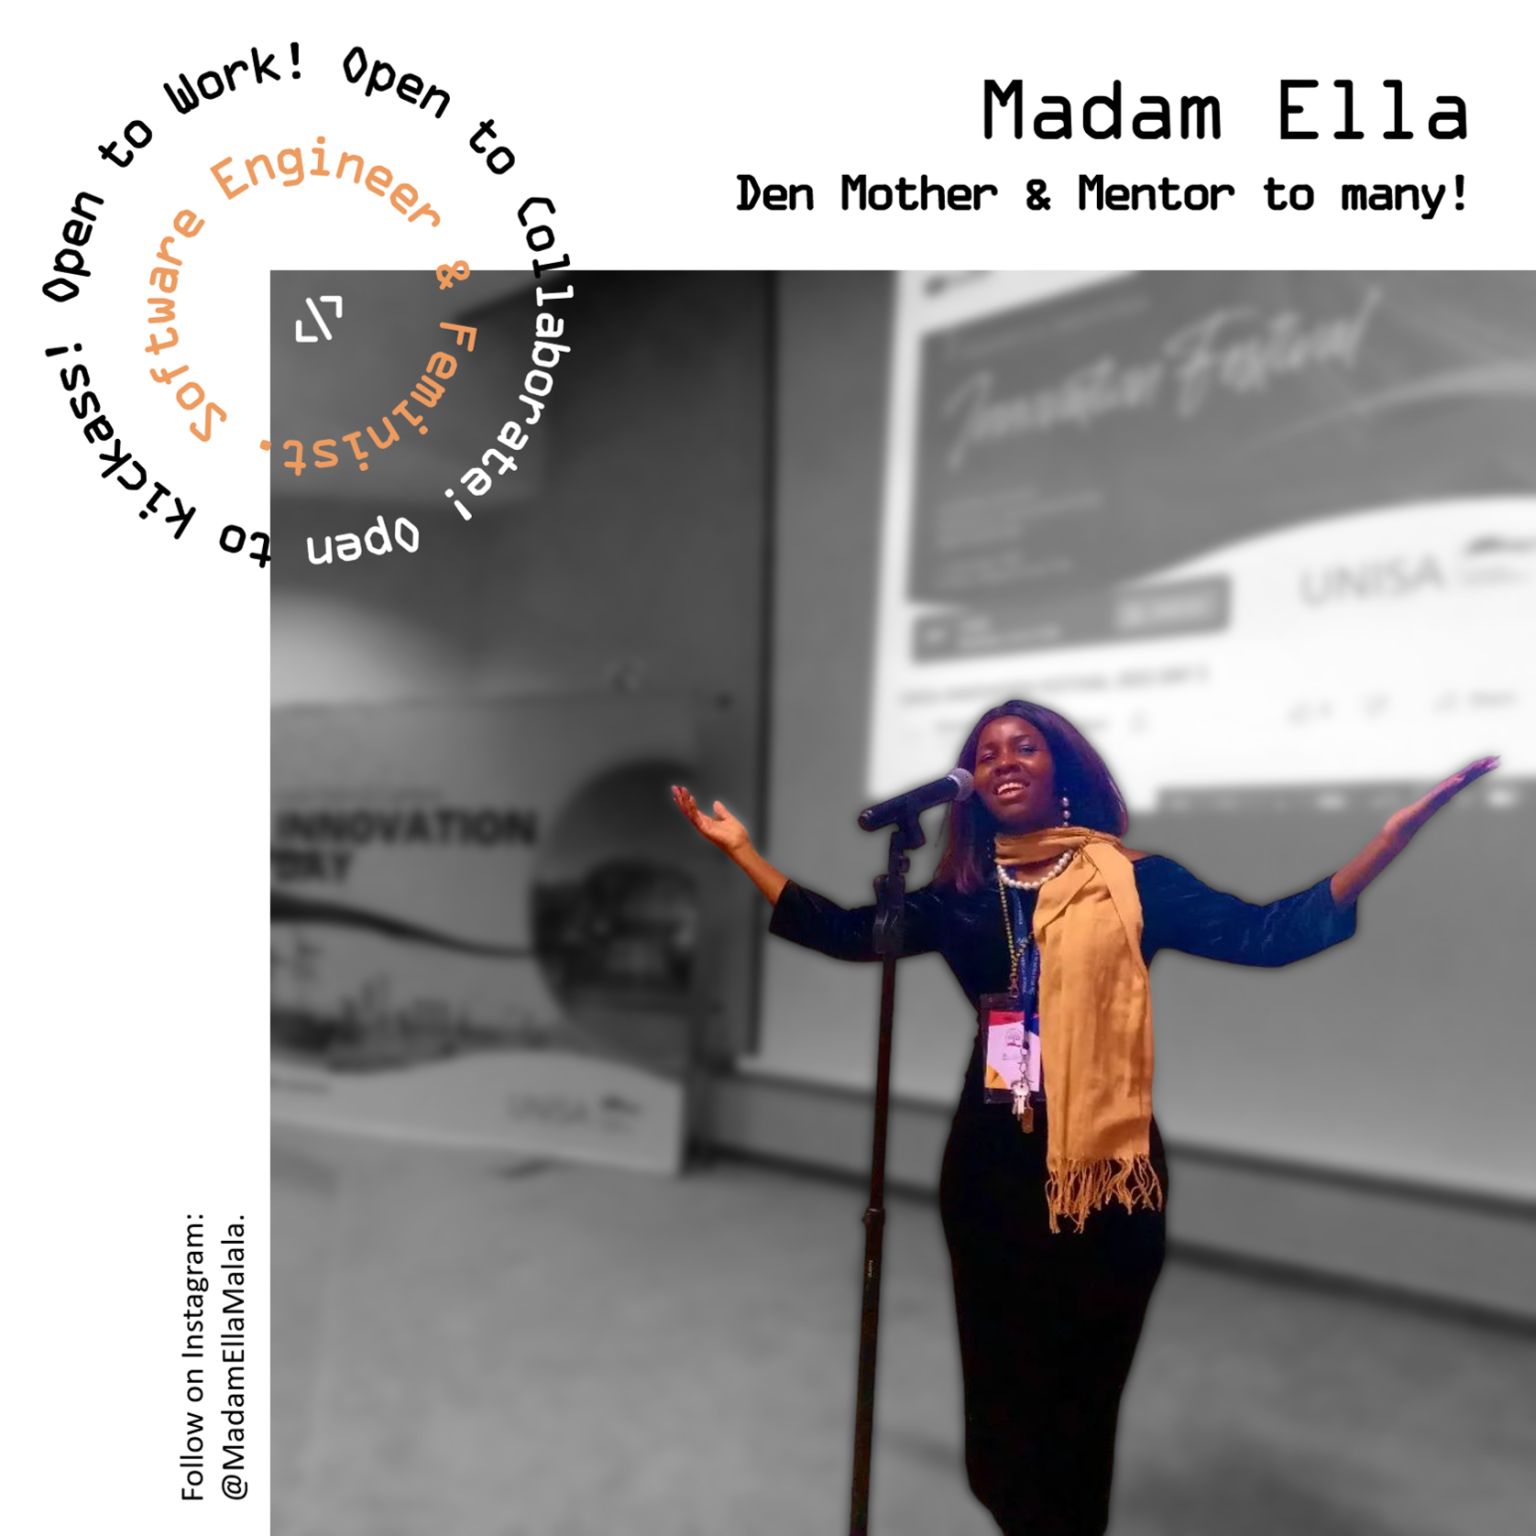 Open to Work! Open to Collaborate! Open to kickass!
Software Engineer & Feminist.
</>
Madam Ella
Den Mother & Mentor to many!
Innovation Festival
UNISA
INNOVATION
DAY
UNISA
Follow on Instagram:
@MadamEllaMalala.